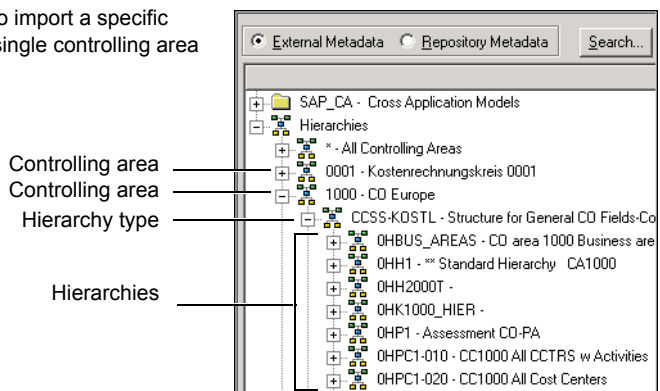 o import a specific
single controlling area
External Metadata Repository Metadata Search...
SAP_CA - Cross Application Models
Hierarchies
* - All Controlling Areas
Controlling area
0001 - Kostenrechnungskreis 0001
Controlling area
1000 - CO Europe
Hierarchy type
CCSS-KOSTL - Structure for General CO Fields-Co
0HBUS_AREAS - CO area 1000 Business are
0HH1 - ** Standard Hierarchy CA1000
0HH2000T -
Hierarchies
0HK1000_HIER -
0HP1 - Assessment CO-PA
0HPC1-010 - CC1000 All CCTRS w Activities
0HPC1-020 - CC1000 All Cost Centers